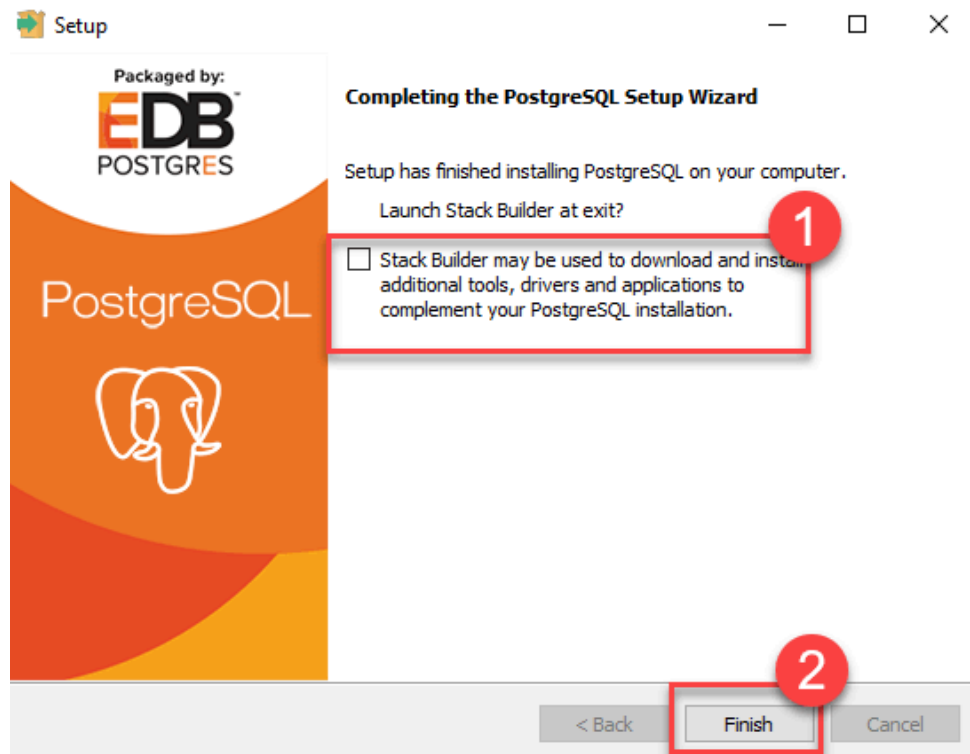 Setup
Packaged by:
EDB™
POSTGRES
PostgreSQL
Completing the PostgreSQL Setup Wizard
Setup has finished installing PostgreSQL on your computer.
Launch Stack Builder at exit?
1
Stack Builder may be used to download and install
additional tools, drivers and applications to
complement your PostgreSQL installation.
2
< Back
Finish
Cancel